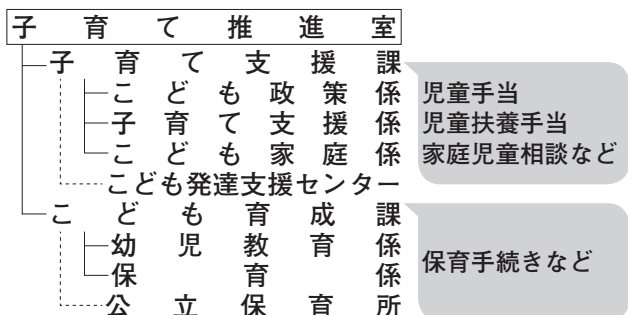 子育て推進室
子育て支援課
こども政策係 児童手当
子育て支援係 児童扶養手当
こども家庭係 家庭児童相談など
こども発達支援センター
こども育成課
幼児教育係
保育手続きなど
保育係
公立保育所